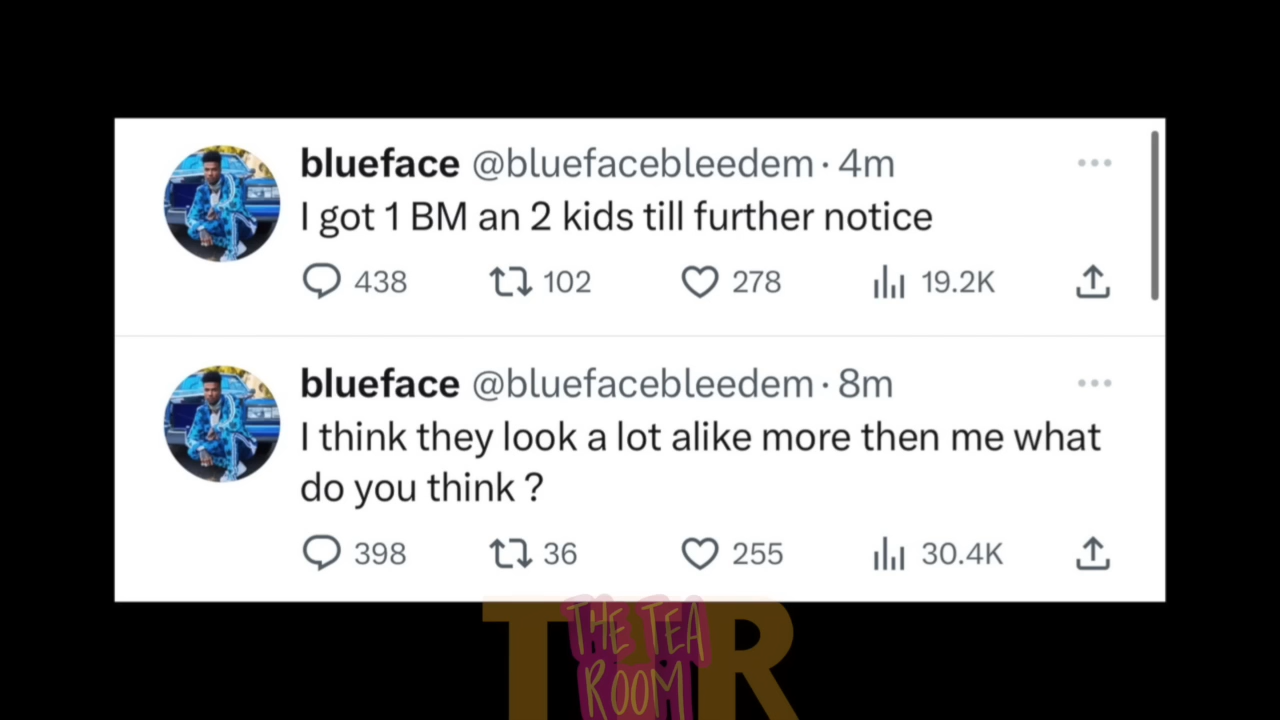 blueface @bluefacebleedem · 4m
I got 1 BM an 2 kids till further notice
438 102 278 19.2K
blueface @bluefacebleedem · 8m
I think they look a lot alike more then me what
do you think ?
398 36 255 30.4K
T R
THE TEA
ROOM